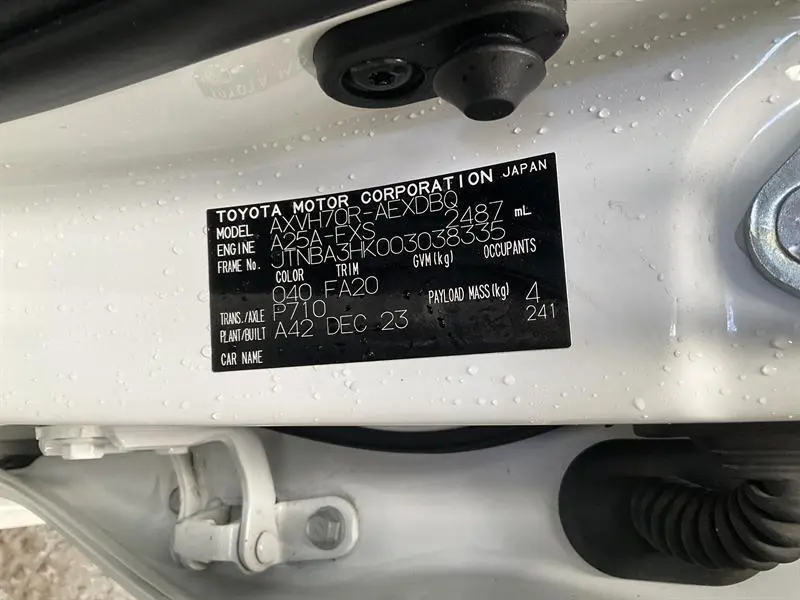 TOYOTA MOTOR CORPORATION JAPAN
MODEL AXVH70R-AEXDBQ
ENGINE A25A-EXS 2487 mL
FRAME No. JTNBA3HK003038335
COLOR TRIM GVM(kg) OCCUPANTS
040 FA20
TRANS./AXLE P710 PAYLOAD MASS(kg) 4
PLANT/BUILT A42 DEC 23 241
CAR NAME